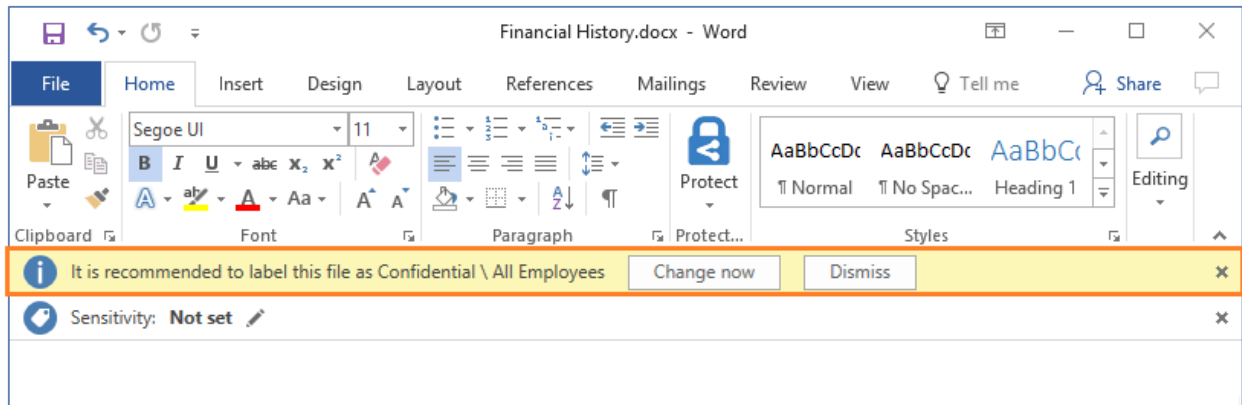 Financial History.docx - Word
File Home Insert Design Layout References Mailings Review View Tell me Share
Segoe UI 11
B I U abc X₂ X² A
Paste
A aby A Aa A A A Z ¶
Protect
AaBbCcDc AaBbCcDc AaBbC
¶ Normal ¶ No Spac... Heading 1
Editing
Clipboard Font Paragraph Protect... Styles
It is recommended to label this file as Confidential \ All Employees Change now Dismiss
Sensitivity: Not set